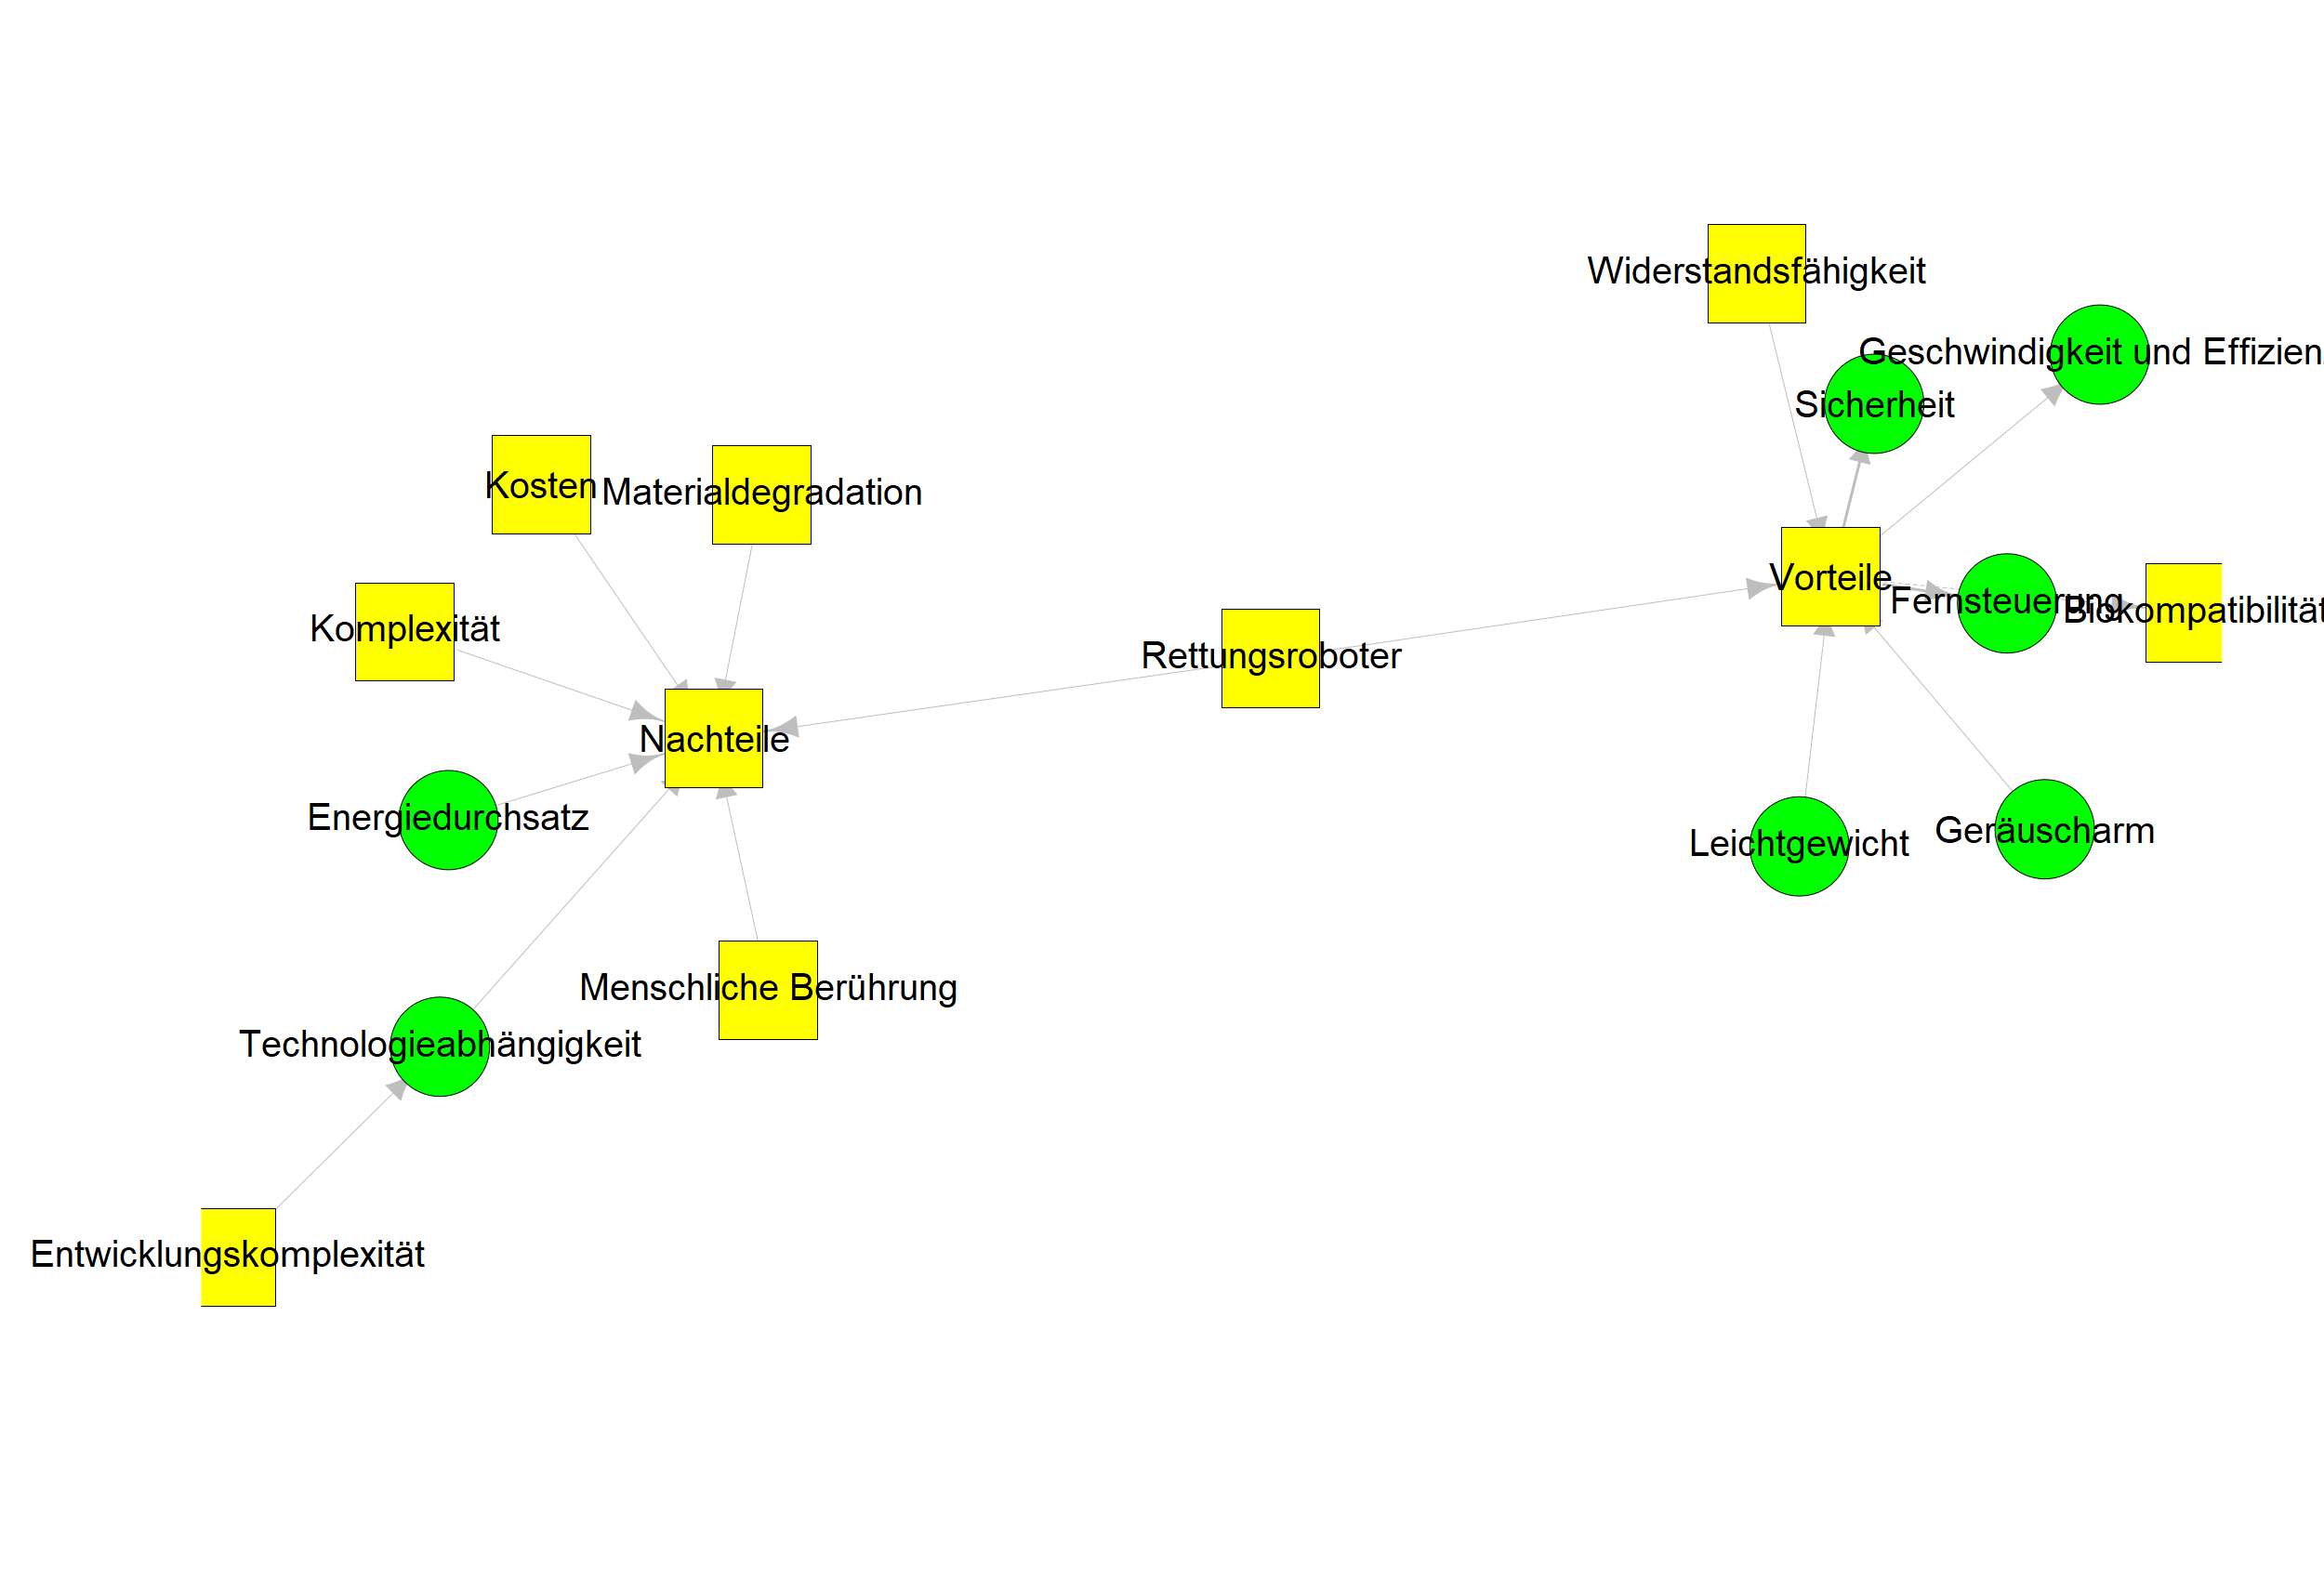 Widerstandsfähigkeit
Geschwindigkeit und Effizien
Sicherheit
Kosten
Materialdegradation
Vorteile
Fernsteuerung
Biokompatibilität
Komplexität
Rettungsroboter
Nachteile
Energiedurchsatz
Leichtgewicht
Geräuscharm
Menschliche Berührung
Technologieabhängigkeit
Entwicklungskomplexität